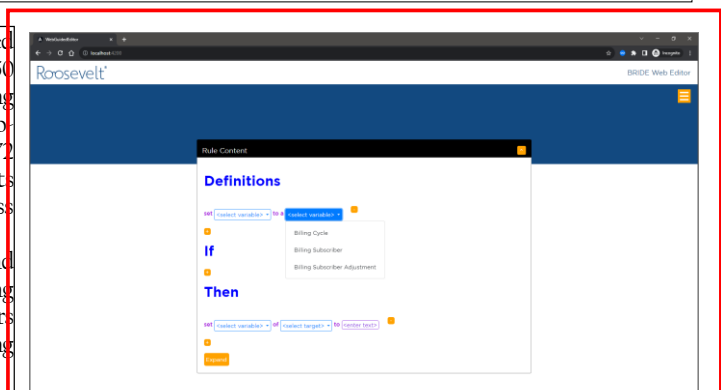 WebGuidedEditor
localhost:4200
Incognito
Roosevelt
BRIDE Web Editor
Rule Content
Definitions
set <select variable> to a <select variable>
Billing Cycle
Billing Subscriber
If
Billing Subscriber Adjustment
Then
set <select variable> of <select target> to <enter text>
Expand